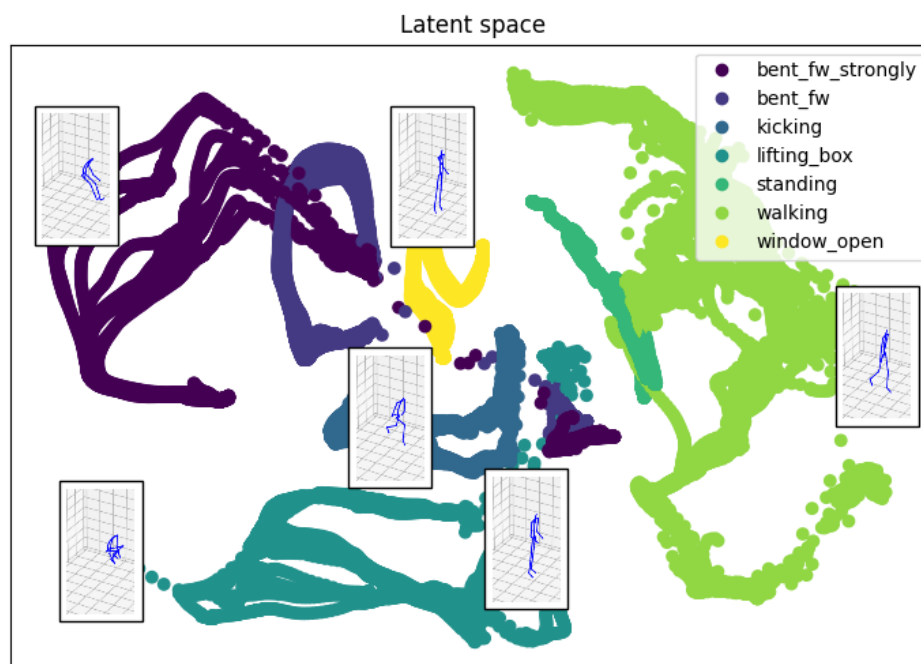 Latent space
bent_fw_strongly
bent_fw
kicking
lifting_box
standing
walking
window_open